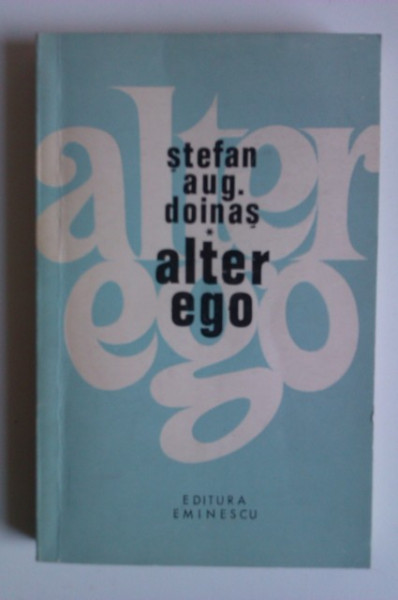 alter
ego
ştefan
aug.
doinaş
•
alter
ego
EDITURA
EMINESCU